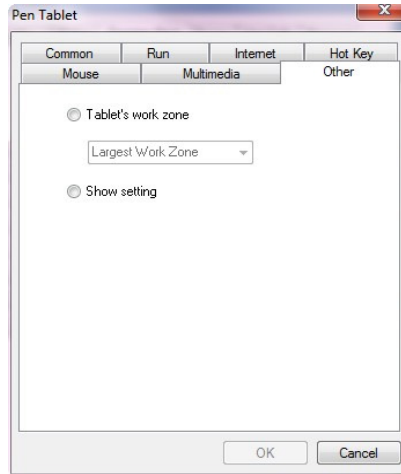 Pen Tablet
Common Run Internet Hot Key
Mouse Multimedia Other
Tablet's work zone
Largest Work Zone
Show setting
OK Cancel